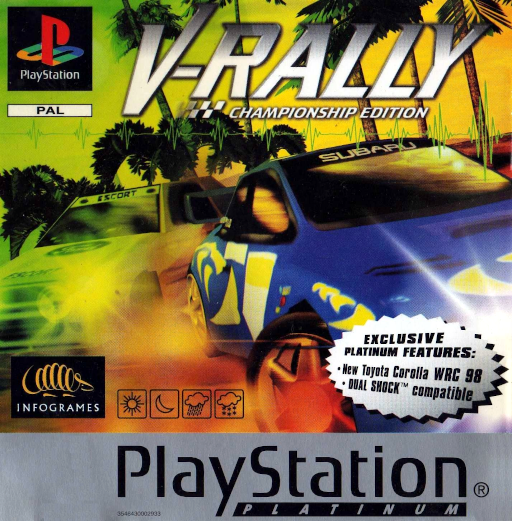 PlayStation
PAL
V-RALLY
CHAMPIONSHIP EDITION
SUBARU
ESCORT
EXCLUSIVE
PLATINUM FEATURES:
• New Toyota Corolla WRC 98
• DUAL SHOCK™ compatible
INFOGRAMES
PlayStation®
PLATINUM